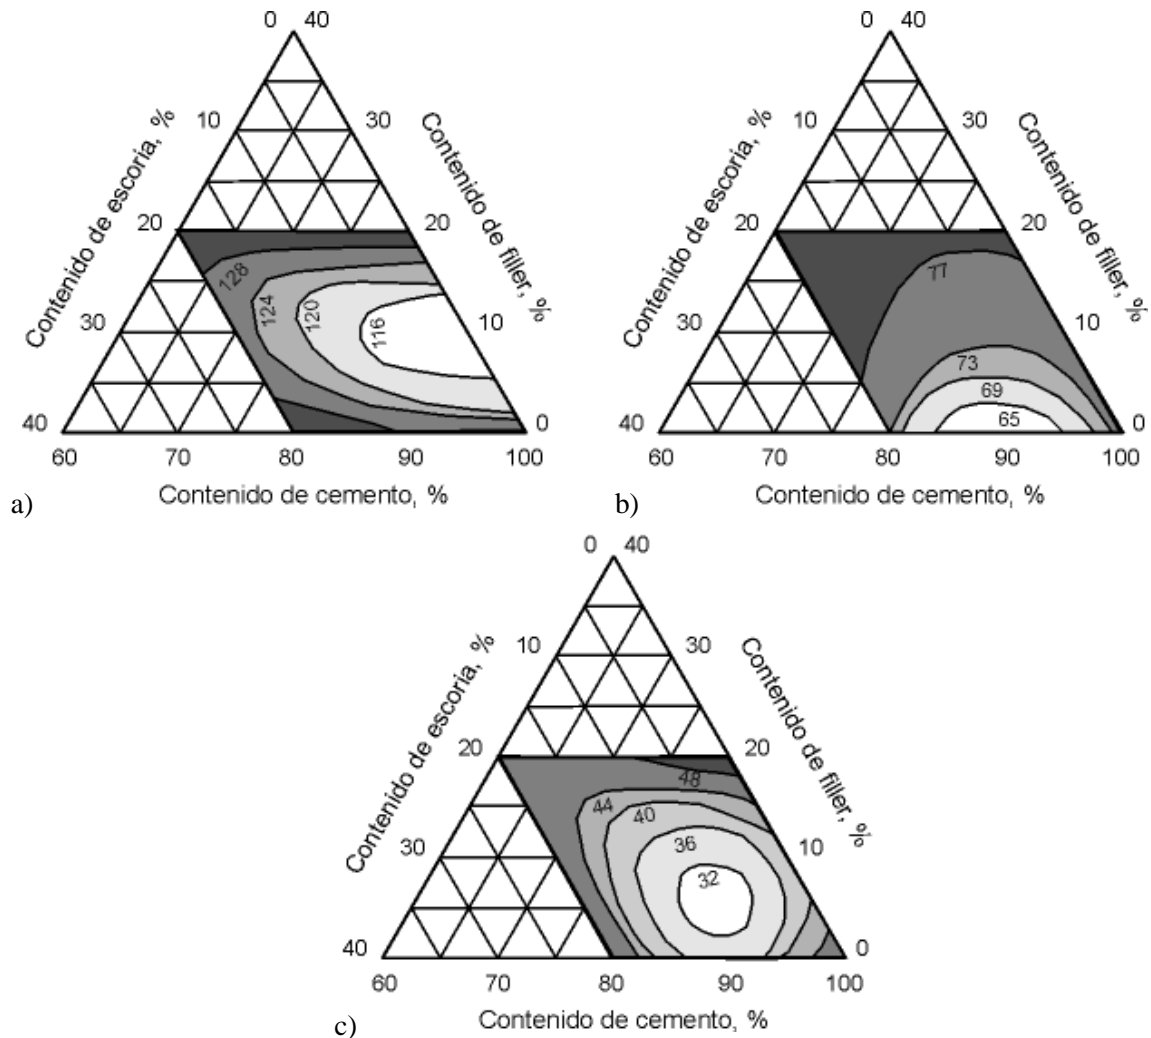 0 40
10
30
20
20
30
10
40
0
60 70 80 90 100
Contenido de escoria, %
Contenido de filler, %
Contenido de cemento, %
128
124
120
116
a)
0 40
10
30
20
20
30
10
40
0
60 70 80 90 100
Contenido de escoria, %
Contenido de filler, %
Contenido de cemento, %
77
73
69
65
b)
0 40
10
30
20
20
30
10
40
0
60 70 80 90 100
Contenido de escoria, %
Contenido de filler, %
Contenido de cemento, %
48
44
40
36
32
c)